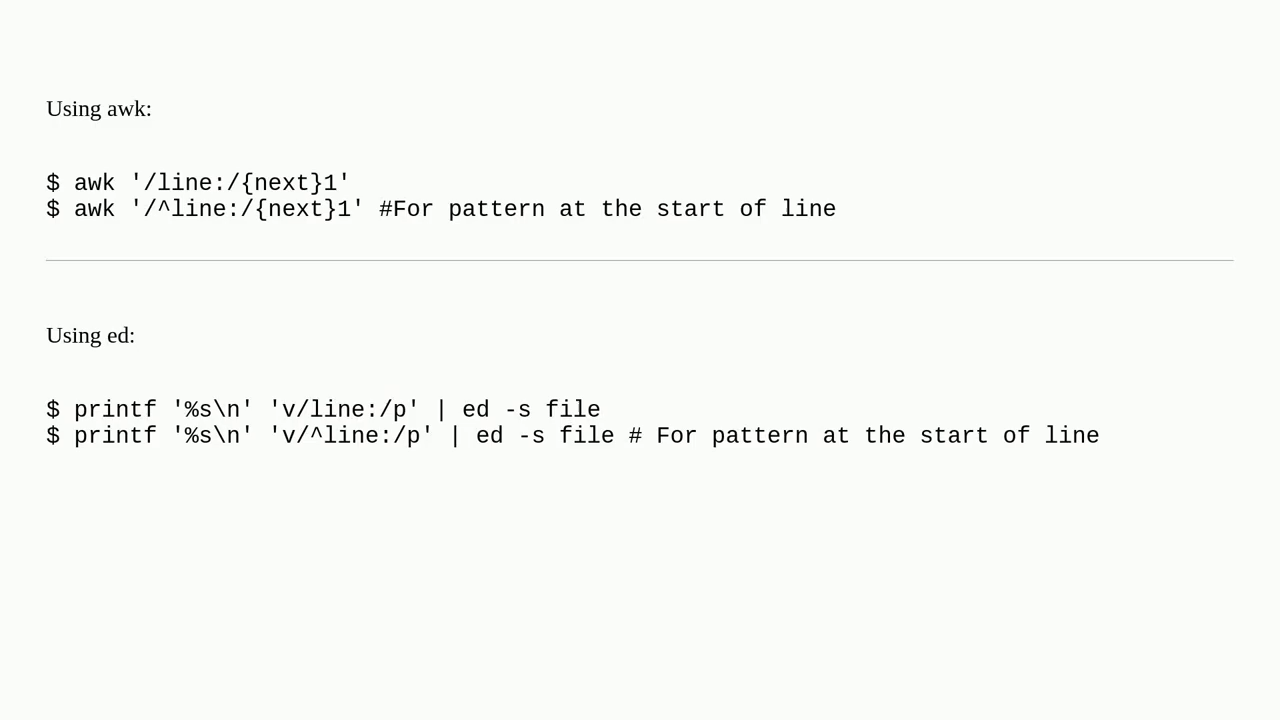 Using awk:
$ awk '/line:/{next}1'
$ awk '/^line:/{next}1' #For pattern at the start of line
Using ed:
$ printf '%s\n' 'v/line:/p' | ed -s file
$ printf '%s\n' 'v/^line:/p' | ed -s file # For pattern at the start of line